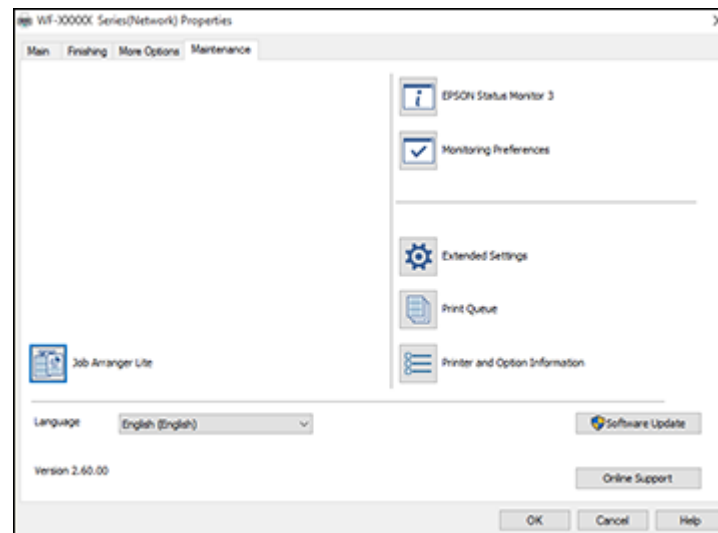 WF-XXXXX Series(Network) Properties
Main Finishing More Options Maintenance
EPSON Status Monitor 3
Monitoring Preferences
Extended Settings
Print Queue
Job Arranger Lite
Printer and Option Information
Language English (English)
Software Update
Version 2.60.00
Online Support
OK Cancel Help